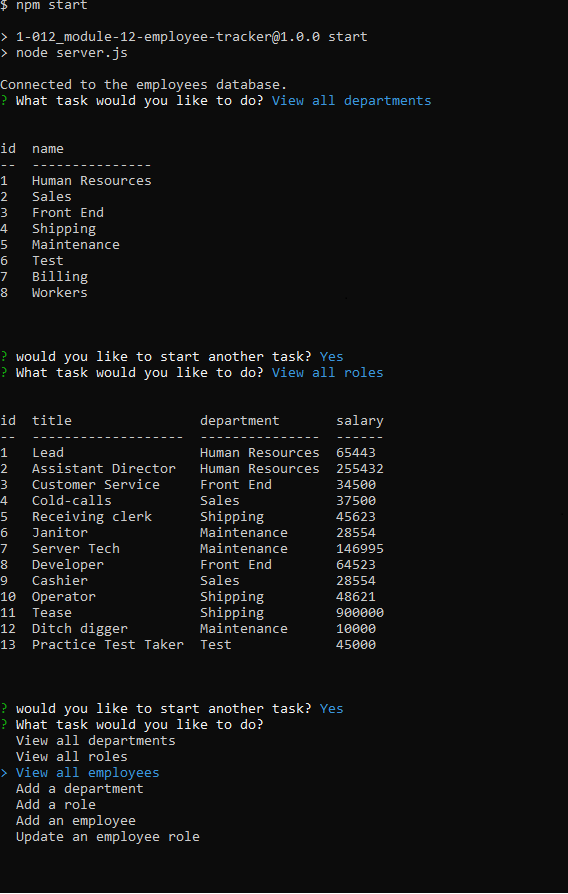 $ npm start
> 1-012_module-12-employee-tracker@1.0.0 start
> node server.js
Connected to the employees database.
? What task would you like to do? View all departments
id  name
--  ---------------
1   Human Resources
2   Sales
3   Front End
4   Shipping
5   Maintenance
6   Test
7   Billing
8   Workers
? would you like to start another task? Yes
? What task would you like to do? View all roles
id  title                department       salary
--  -------------------  ---------------  ------
1   Lead                 Human Resources  65443
2   Assistant Director   Human Resources  255432
3   Customer Service     Front End        34500
4   Cold-calls           Sales            37500
5   Receiving clerk      Shipping         45623
6   Janitor              Maintenance      28554
7   Server Tech          Maintenance      146995
8   Developer            Front End        64523
9   Cashier              Sales            28554
10  Operator             Shipping         48621
11  Tease                Shipping         900000
12  Ditch digger         Maintenance      10000
13  Practice Test Taker  Test             45000
? would you like to start another task? Yes
? What task would you like to do?
  View all departments
  View all roles
> View all employees
  Add a department
  Add a role
  Add an employee
  Update an employee role